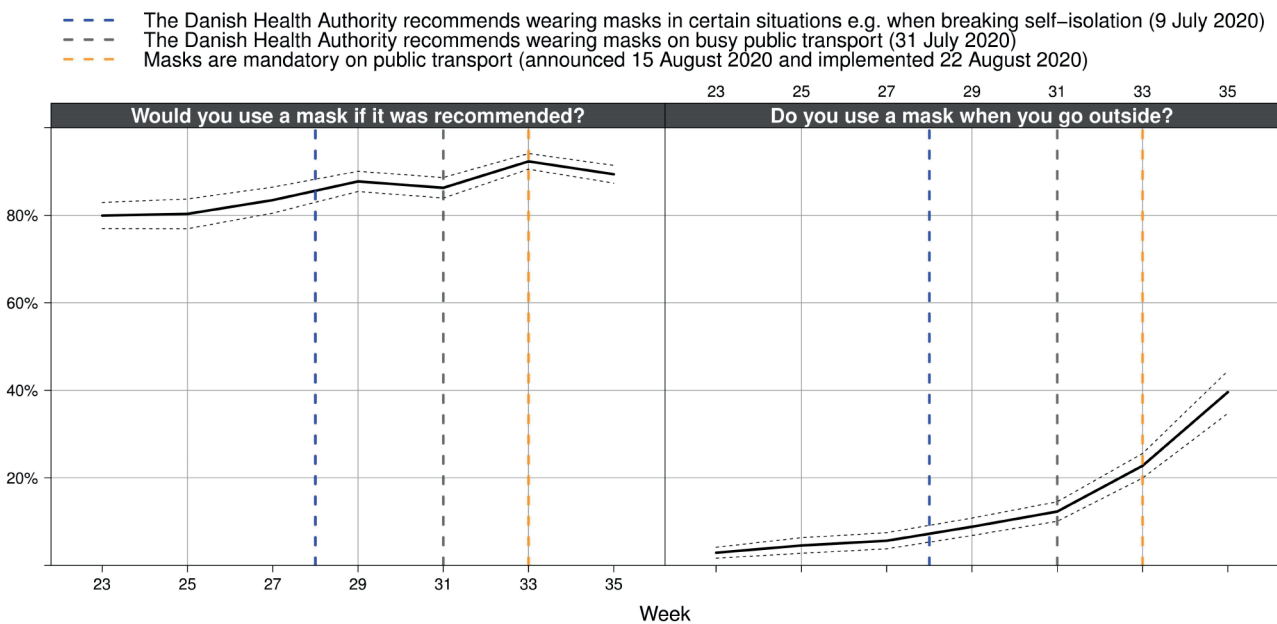 The Danish Health Authority recommends wearing masks in certain situations e.g. when breaking self−isolation (9 July 2020)
The Danish Health Authority recommends wearing masks on busy public transport (31 July 2020)
Masks are mandatory on public transport (announced 15 August 2020 and implemented 22 August 2020)
23 25 27 29 31 33 35
Would you use a mask if it was recommended? Do you use a mask when you go outside?
80%
60%
40%
20%
23 25 27 29 31 33 35
Week